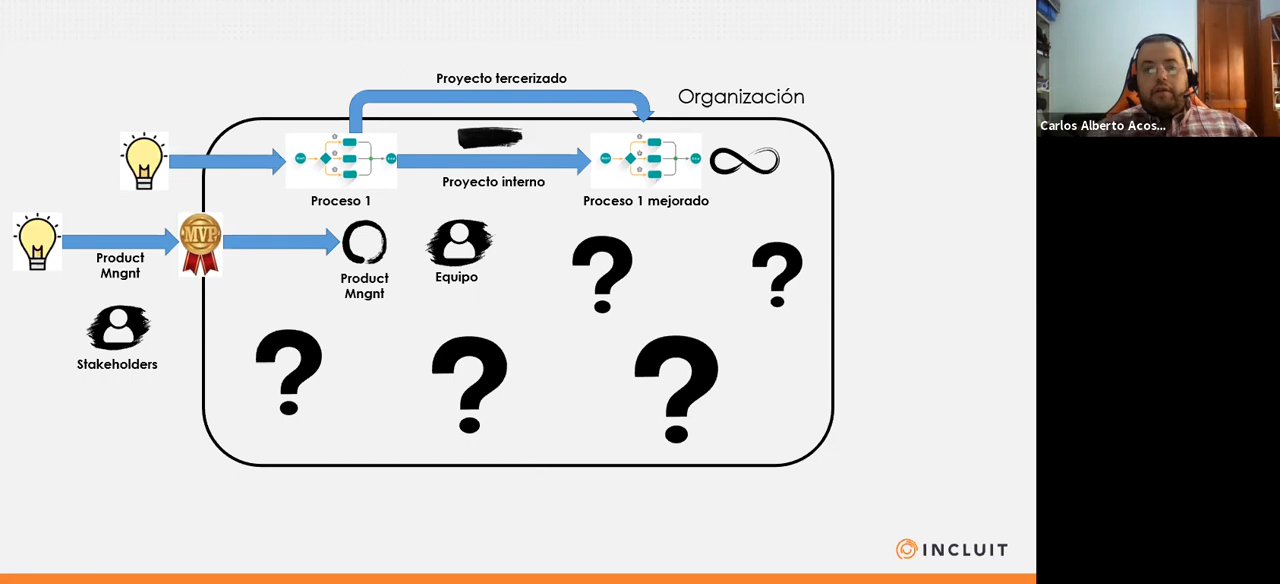 Proyecto tercerizado
Organización
Carlos Alberto Acos...
Proyecto interno
Proceso 1
Proceso 1 mejorado
MVP
Product
Mngnt
Product
Mngnt
Equipo
? ?
Stakeholders
? ? ?
INCLUIT